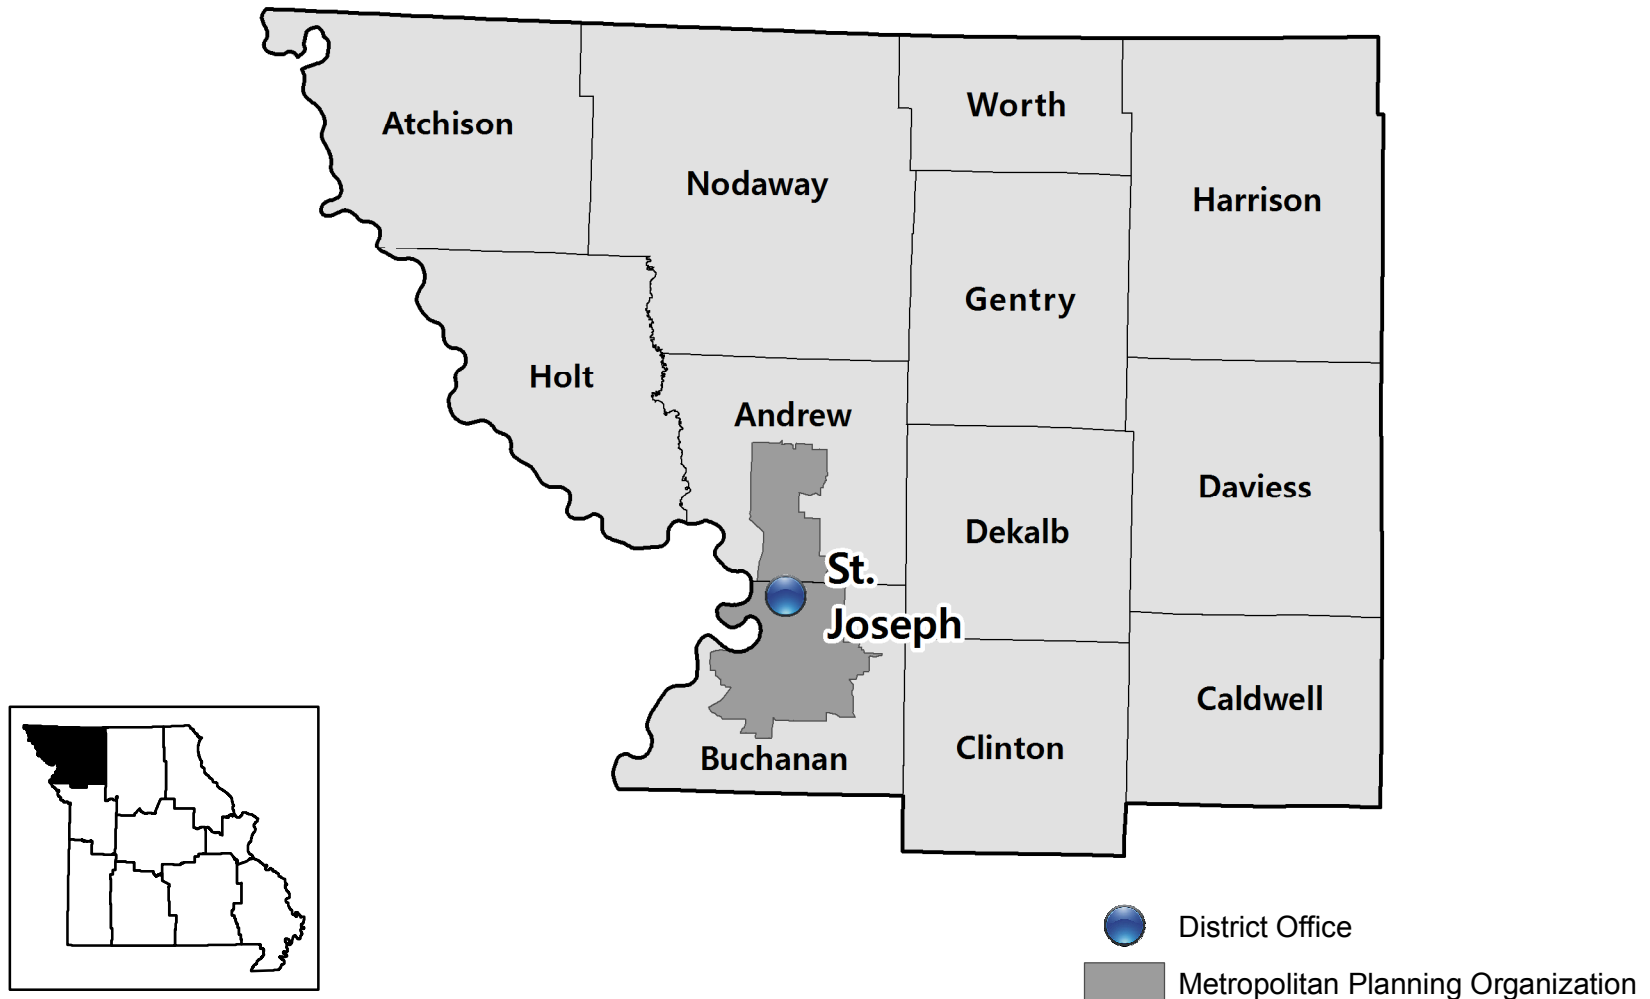 Atchison
Worth
Nodaway
Harrison
Gentry
Holt
Andrew
Daviess
Dekalb
St.
Joseph
Caldwell
Clinton
Buchanan
District Office
Metropolitan Planning Organization